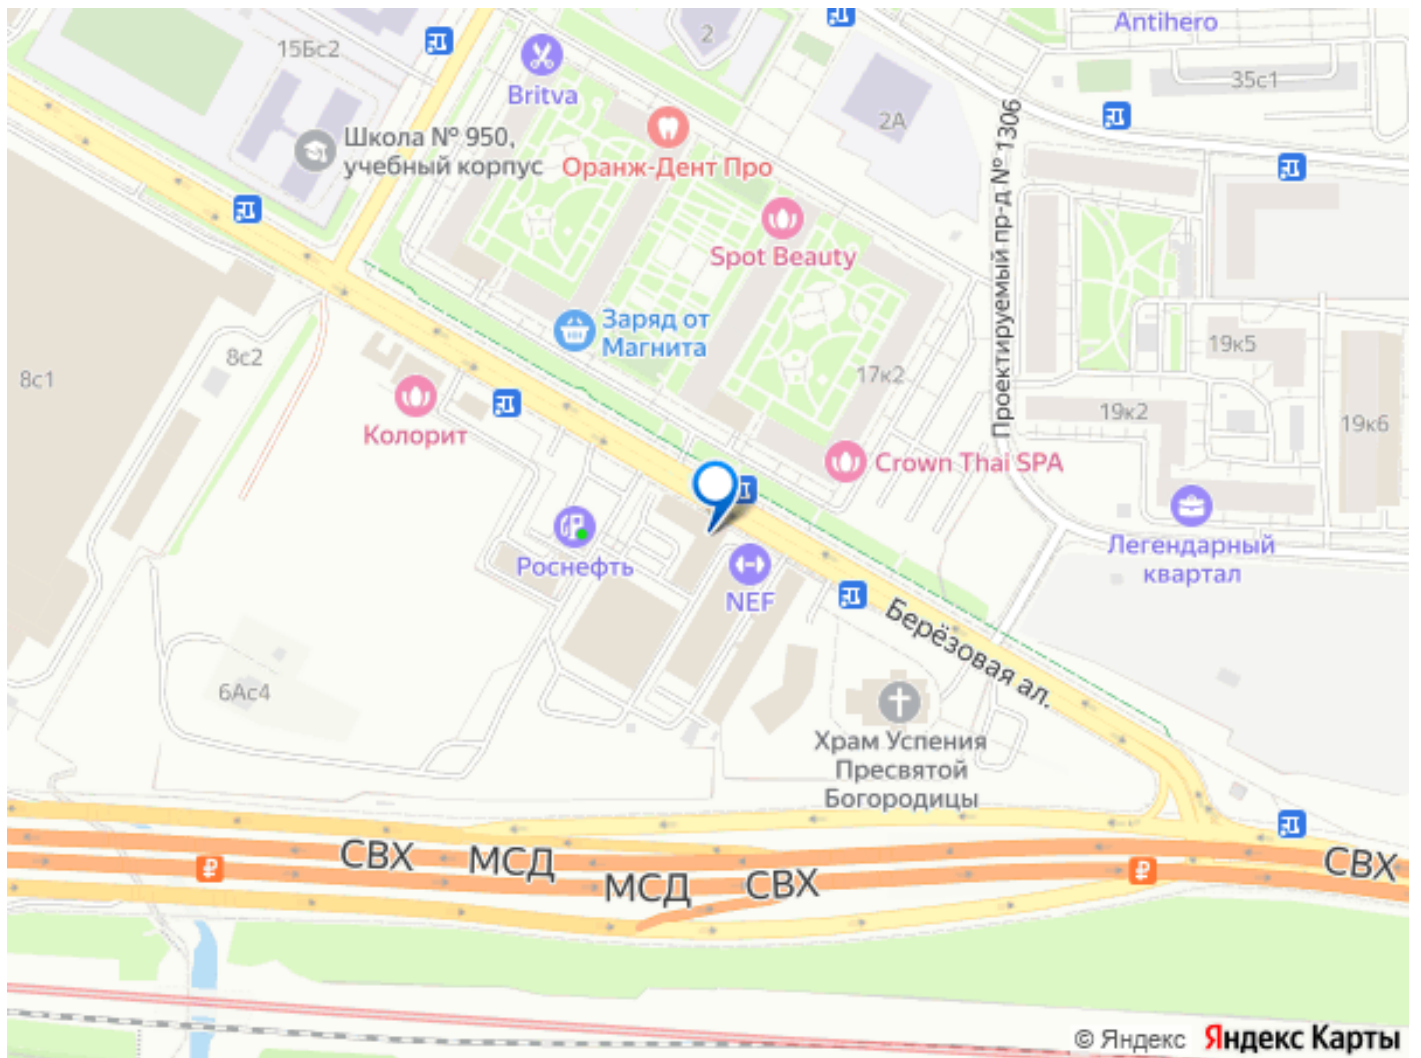 Antihero
2
15Бс2
35с1
Britva
2А
Школа № 950,
учебный корпус
Оранж-Дент Про
Проектируемый пр-д № 1306
Spot Beauty
Заряд от
Магнита
8с2
8с1
17к2
19к5
19к2
19к6
Колорит
Crown Thai SPA
Роснефть
Легендарный
квартал
NEF
Берёзовая ал.
6Ас4
Храм Успения
Пресвятой
Богородицы
СВХ
МСД
МСД
СВХ
СВХ
© Яндекс Яндекс Карты